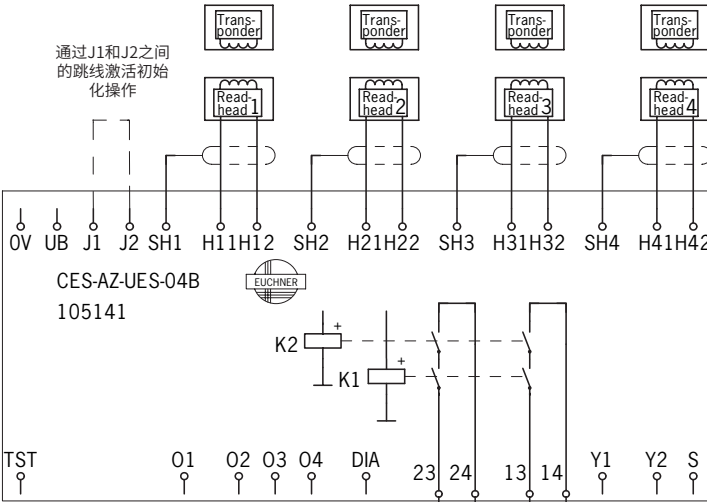 Trans-
ponder
Trans-
ponder
Trans-
ponder
Trans-
ponder
通过J1和J2之间
的跳线激活初始
化操作
Read-
head 1
Read-
head 2
Read-
head 3
Read-
head 4
0V UB J1 J2 SH1 H11 H12 SH2 H21 H22 SH3 H31 H32 SH4 H41 H42
CES-AZ-UES-04B
EUCHNER
105141
K2 +
K1 +
TST O1 O2 O3 O4 DIA 23 24 13 14 Y1 Y2 S